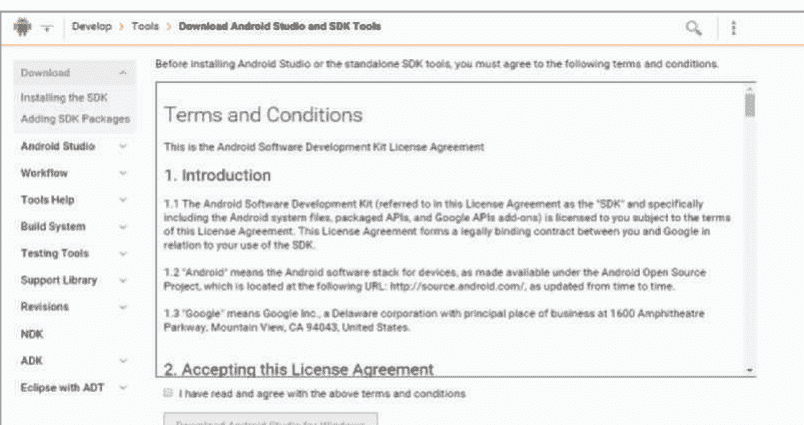 Develop > Tools > Download Android Studio and SDK Tools
Before installing Android Studio or the standalone SDK tools, you must agree to the following terms and conditions.
Download
Installing the SDK
Adding SDK Packages
Android Studio
Workflow
Tools Help
Build System
Testing Tools
Support Library
Revisions
NDK
ADK
Eclipse with ADT
Terms and Conditions
This is the Android Software Development Kit License Agreement
1. Introduction
1.1 The Android Software Development Kit (referred to in this License Agreement as the "SDK" and specifically
including the Android system files, packaged APIs, and Google APIs add-ons) is licensed to you subject to the terms
of this License Agreement. This License Agreement forms a legally binding contract between you and Google in
relation to your use of the SDK.
1.2 "Android" means the Android software stack for devices, as made available under the Android Open Source
Project, which is located at the following URL: http://source.android.com/, as updated from time to time.
1.3 "Google" means Google Inc., a Delaware corporation with principal place of business at 1600 Amphitheatre
Parkway, Mountain View, CA 94043, United States.
2. Accepting this License Agreement
I have read and agree with the above terms and conditions
Download Android Studio for Windows